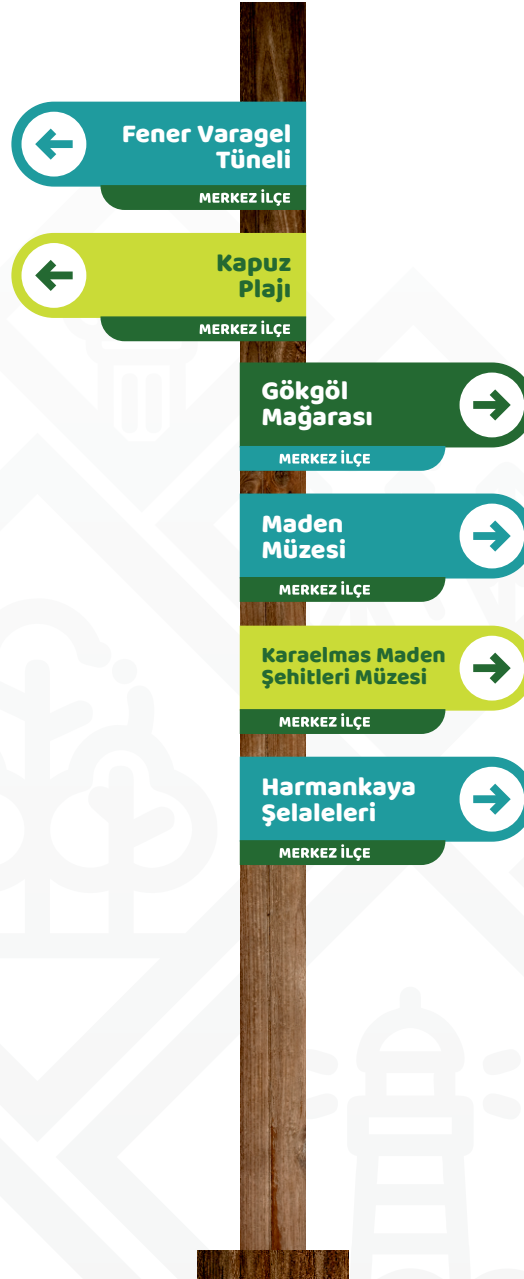 Fener Varagel
Tüneli
MERKEZ İLÇE
Kapuz
Plajı
MERKEZ İLÇE
Gökgöl
Mağarası
MERKEZ İLÇE
Maden
Müzesi
MERKEZ İLÇE
Karaelmas Maden
Şehitleri Müzesi
MERKEZ İLÇE
Harmankaya
Şelaleleri
MERKEZ İLÇE